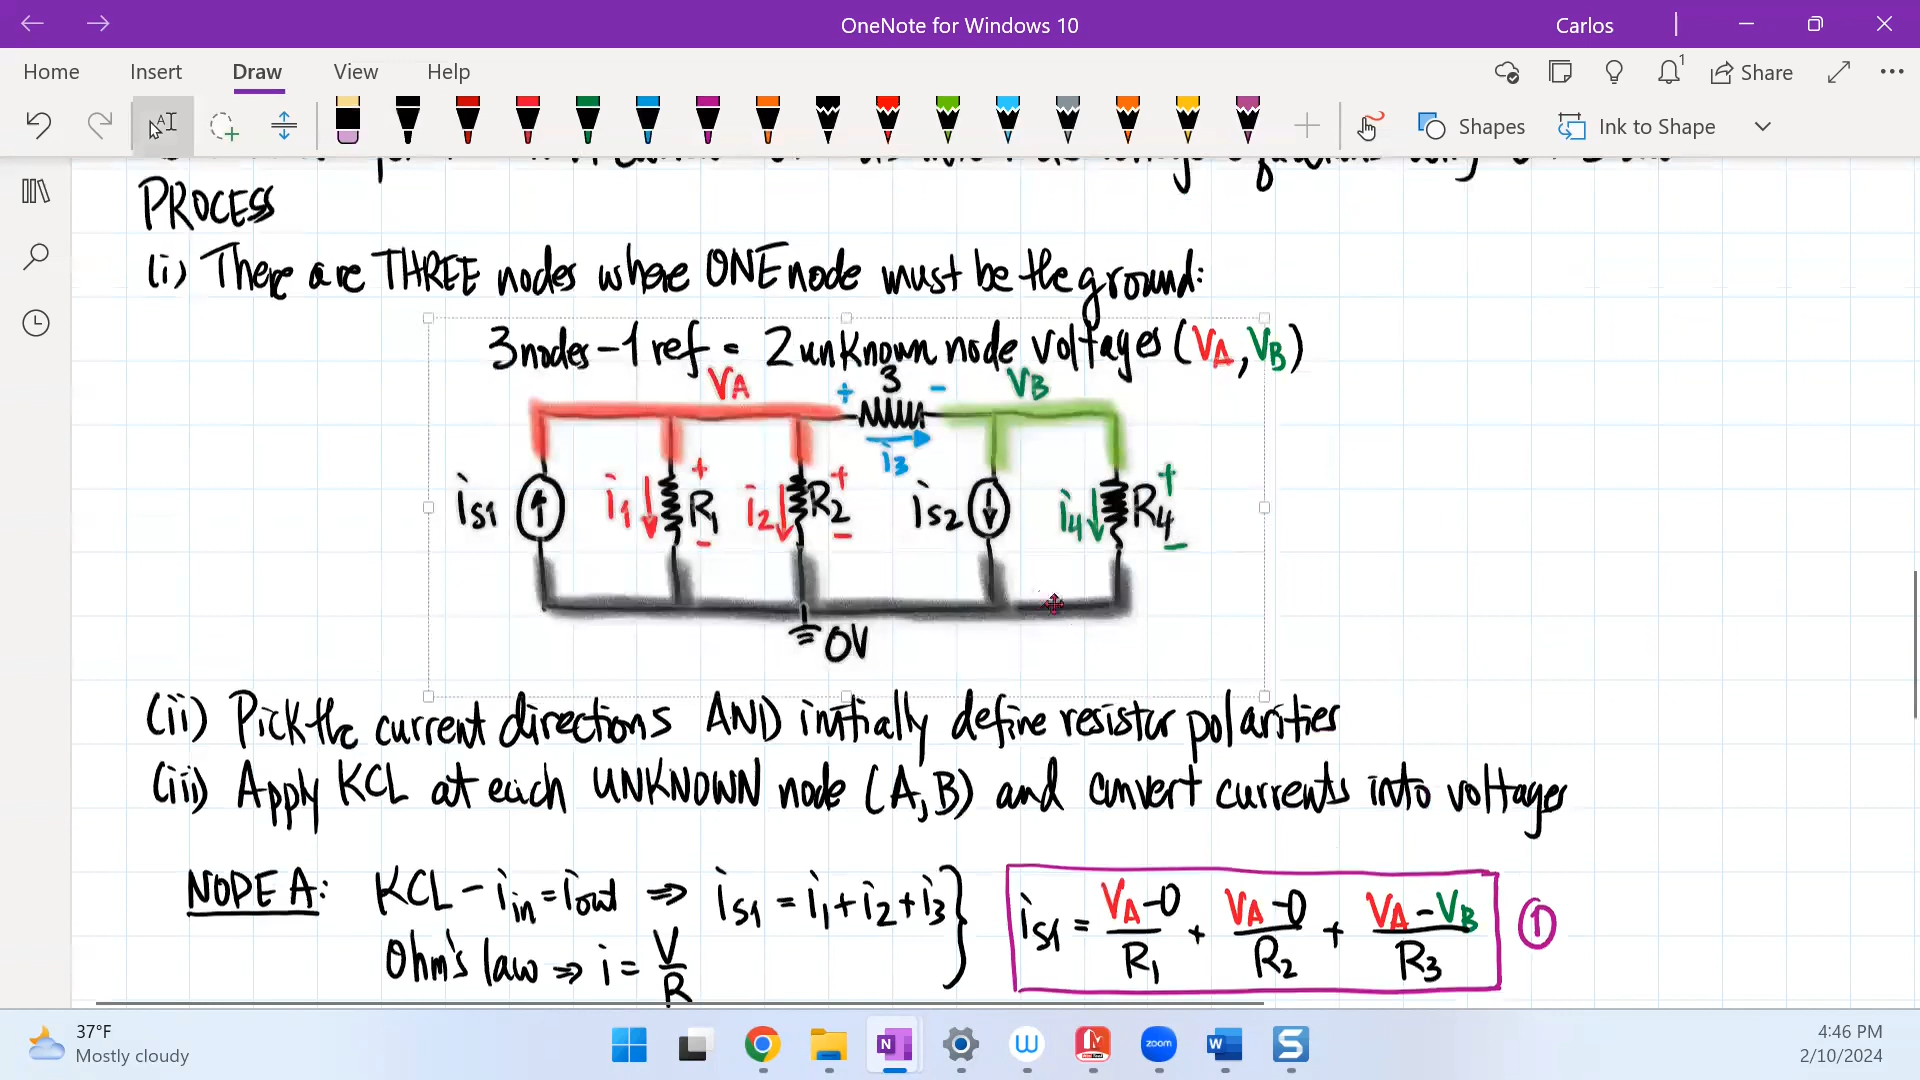 OneNote for Windows 10
Carlos
Home Insert Draw View Help
1
Share
Shapes
Ink to Shape
PROCESS
(i) There are THREE nodes where ONE node must be the ground:
3 nodes - 1 ref = 2 unknown node voltages (VA, VB)
VA
+ 3 -
VB
i3
is1
i1
+
R1
-
i2
+
R2
-
is2
i4
+
R4
-
0V
(ii) Pick the current directions AND initially define resistor polarities
(iii) Apply KCL at each UNKNOWN node (A,B) and convert currents into voltages
NODE A: KCL - iin = iout ⇒ is1 = i1 + i2 + i3 }
Ohm's law ⇒ i = V/R
is1 = (VA-0)/R1 + (VA-0)/R2 + (VA-VB)/R3 ①
37°F
Mostly cloudy
zoom
4:46 PM
2/10/2024